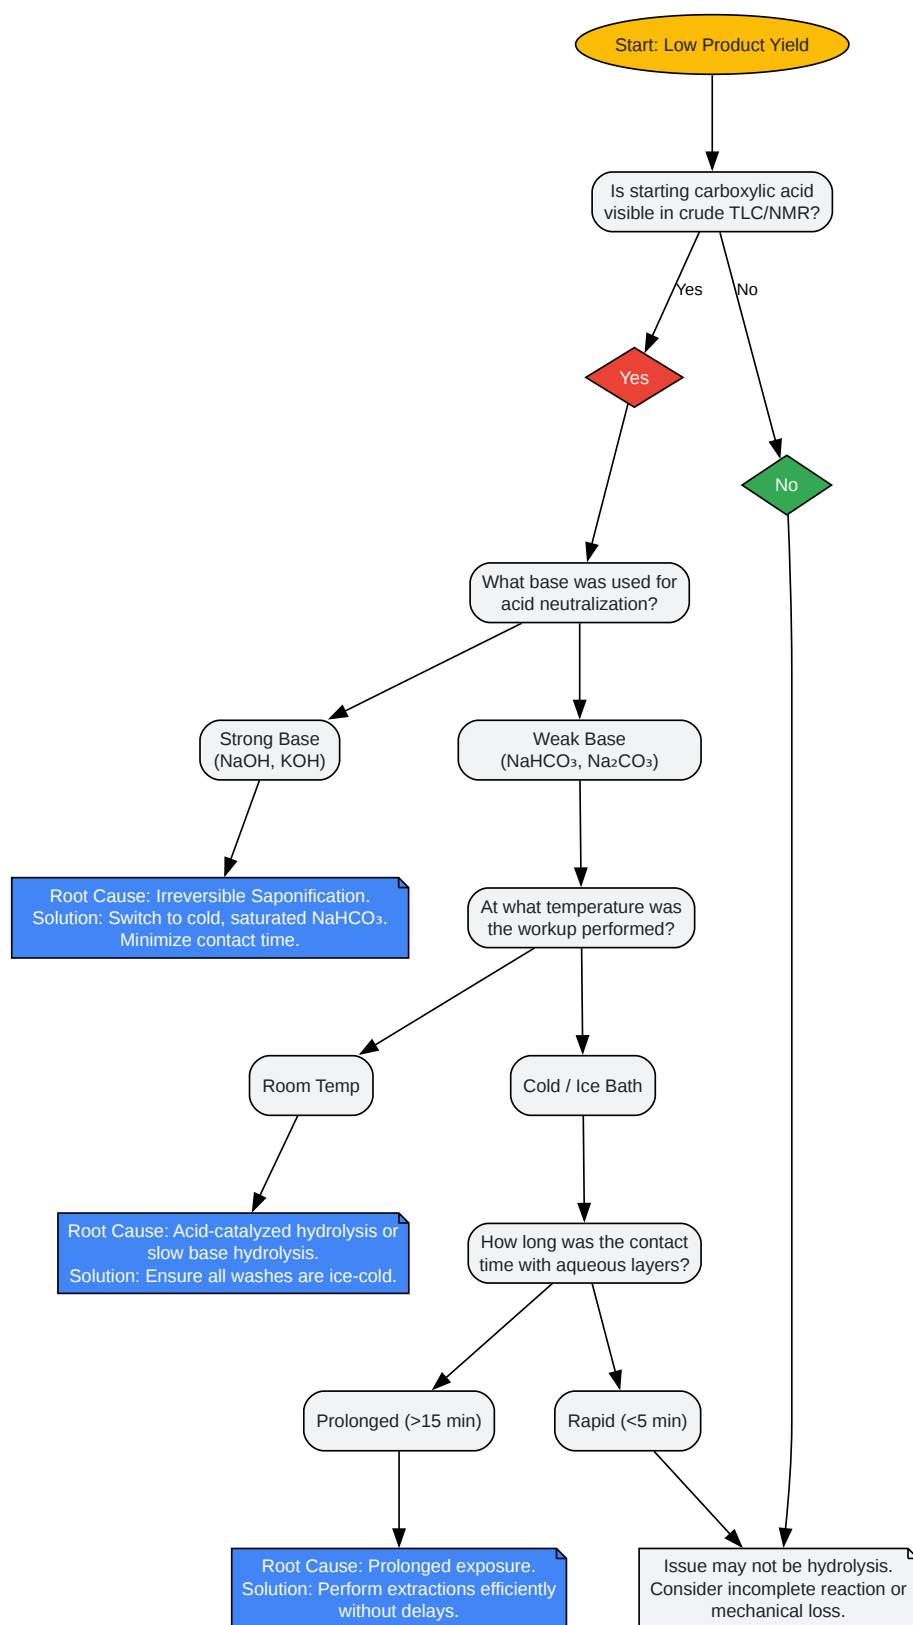 Start: Low Product Yield
Is starting carboxylic acid
visible in crude TLC/NMR?
Yes
No
Yes
No
What base was used for
acid neutralization?
Strong Base
(NaOH, KOH)
Weak Base
(NaHCO₃, Na₂CO₃)
Root Cause: Irreversible Saponification.
Solution: Switch to cold, saturated NaHCO₃.
Minimize contact time.
At what temperature was
the workup performed?
Room Temp
Cold / Ice Bath
Root Cause: Acid-catalyzed hydrolysis or
slow base hydrolysis.
Solution: Ensure all washes are ice-cold.
How long was the contact
time with aqueous layers?
Prolonged (>15 min)
Rapid (<5 min)
Root Cause: Prolonged exposure.
Solution: Perform extractions efficiently
without delays.
Issue may not be hydrolysis.
Consider incomplete reaction or
mechanical loss.